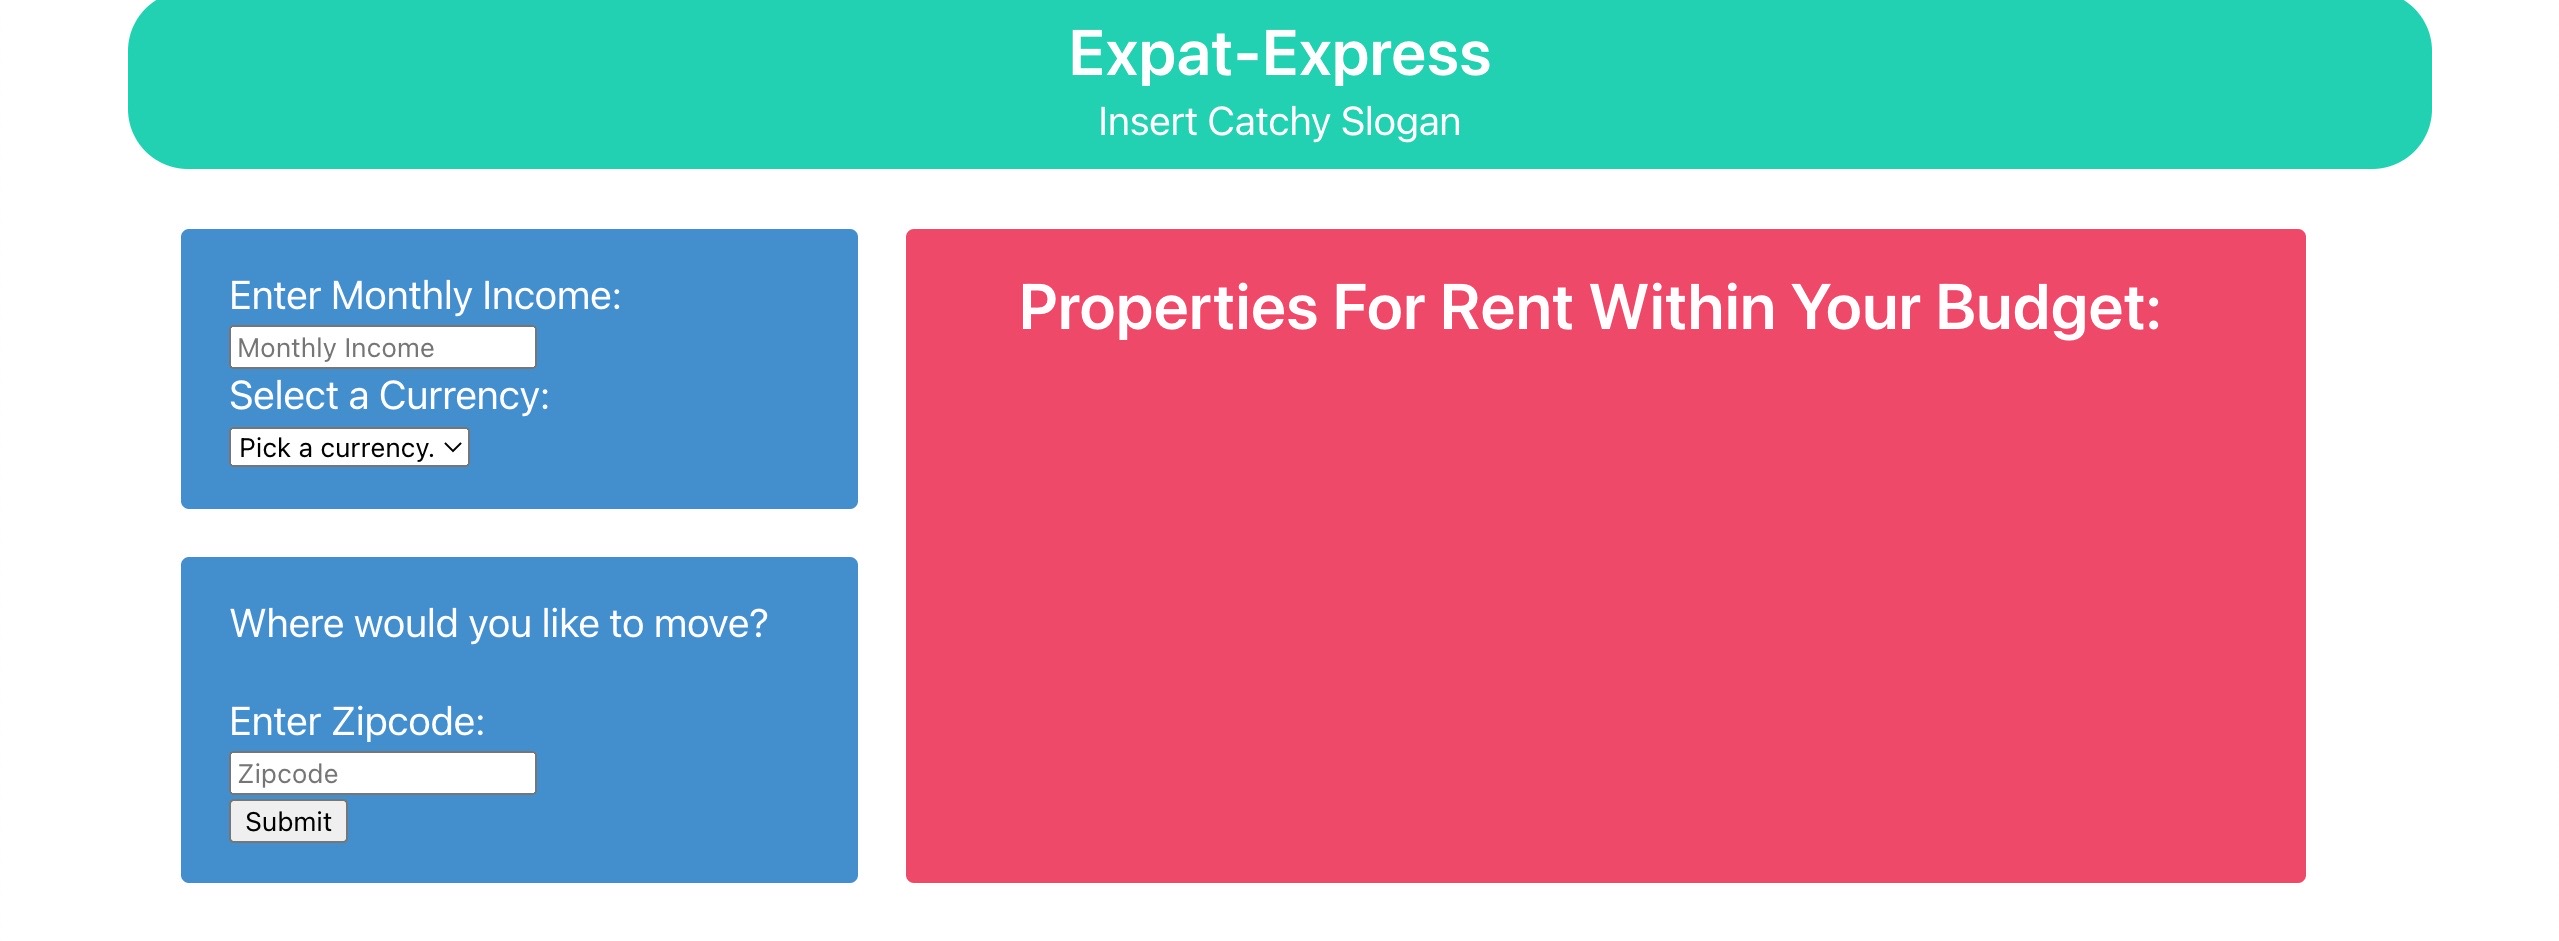 Expat-Express
Insert Catchy Slogan
Enter Monthly Income:
Monthly Income
Select a Currency:
Pick a currency.
Where would you like to move?
Enter Zipcode:
Zipcode
Submit
Properties For Rent Within Your Budget: